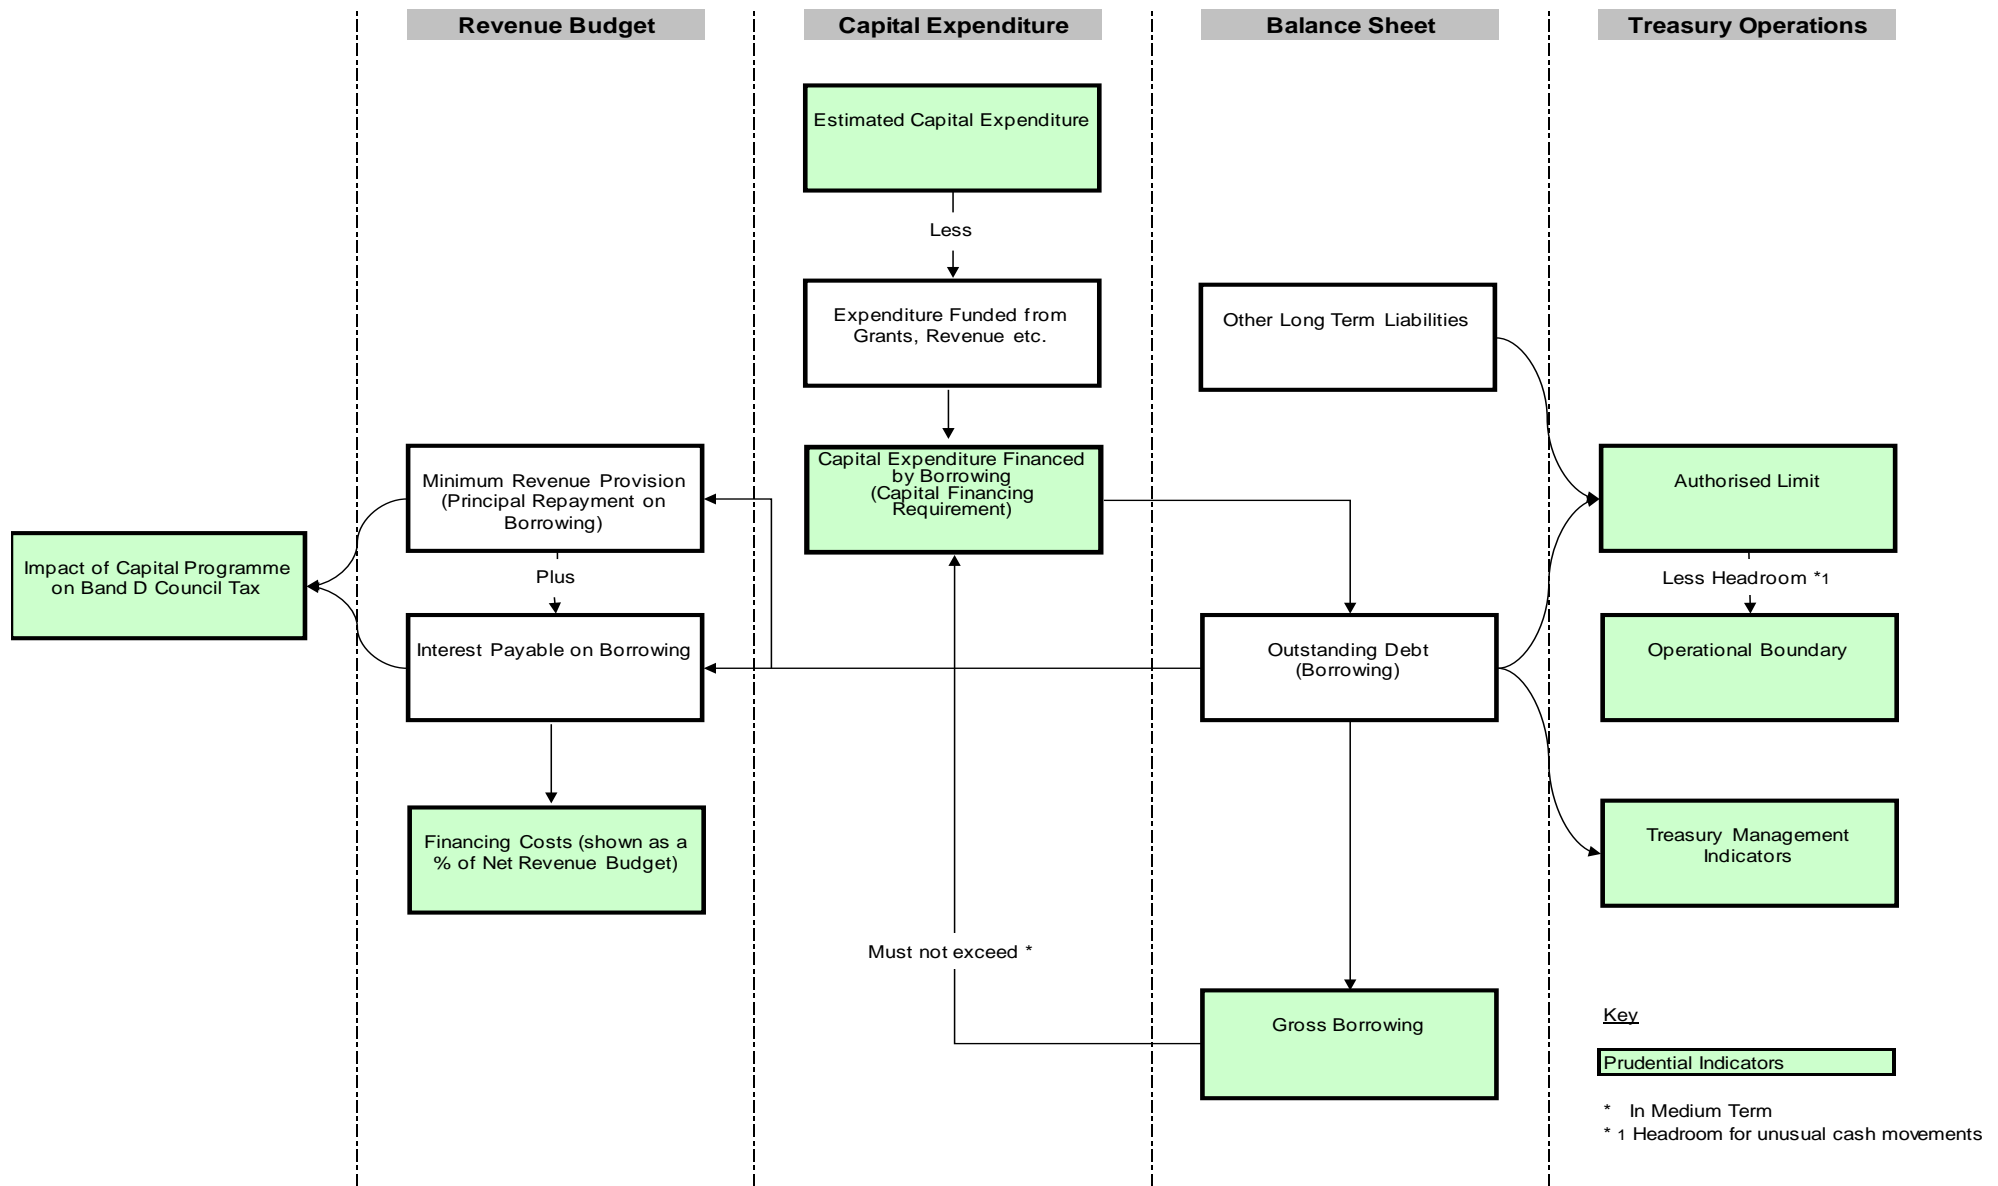 Revenue Budget
Capital Expenditure
Balance Sheet
Treasury Operations
Estimated Capital Expenditure
Less
Expenditure Funded from
Grants, Revenue etc.
Other Long Term Liabilities
Minimum Revenue Provision
(Principal Repayment on
Borrowing)
Capital Expenditure Financed
by Borrowing
(Capital Financing
Requirement)
Authorised Limit
Impact of Capital Programme
on Band D Council Tax
Plus
Less Headroom *1
Interest Payable on Borrowing
Outstanding Debt
(Borrowing)
Operational Boundary
Financing Costs (shown as a
% of Net Revenue Budget)
Treasury Management
Indicators
Must not exceed *
Gross Borrowing
Key
Prudential Indicators
* In Medium Term
* 1 Headroom for unusual cash movements